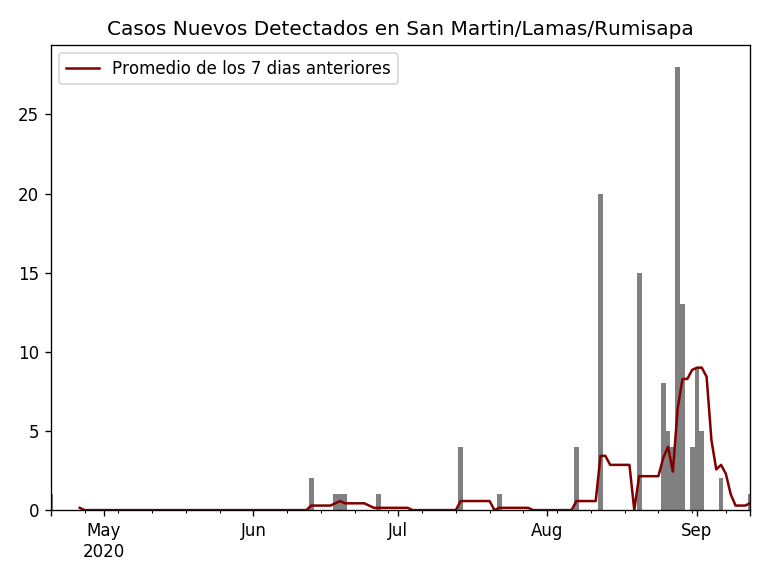 Casos Nuevos Detectados en San Martin/Lamas/Rumisapa
Promedio de los 7 dias anteriores
25
20
15
10
5
0
May Jun Jul Aug Sep
2020